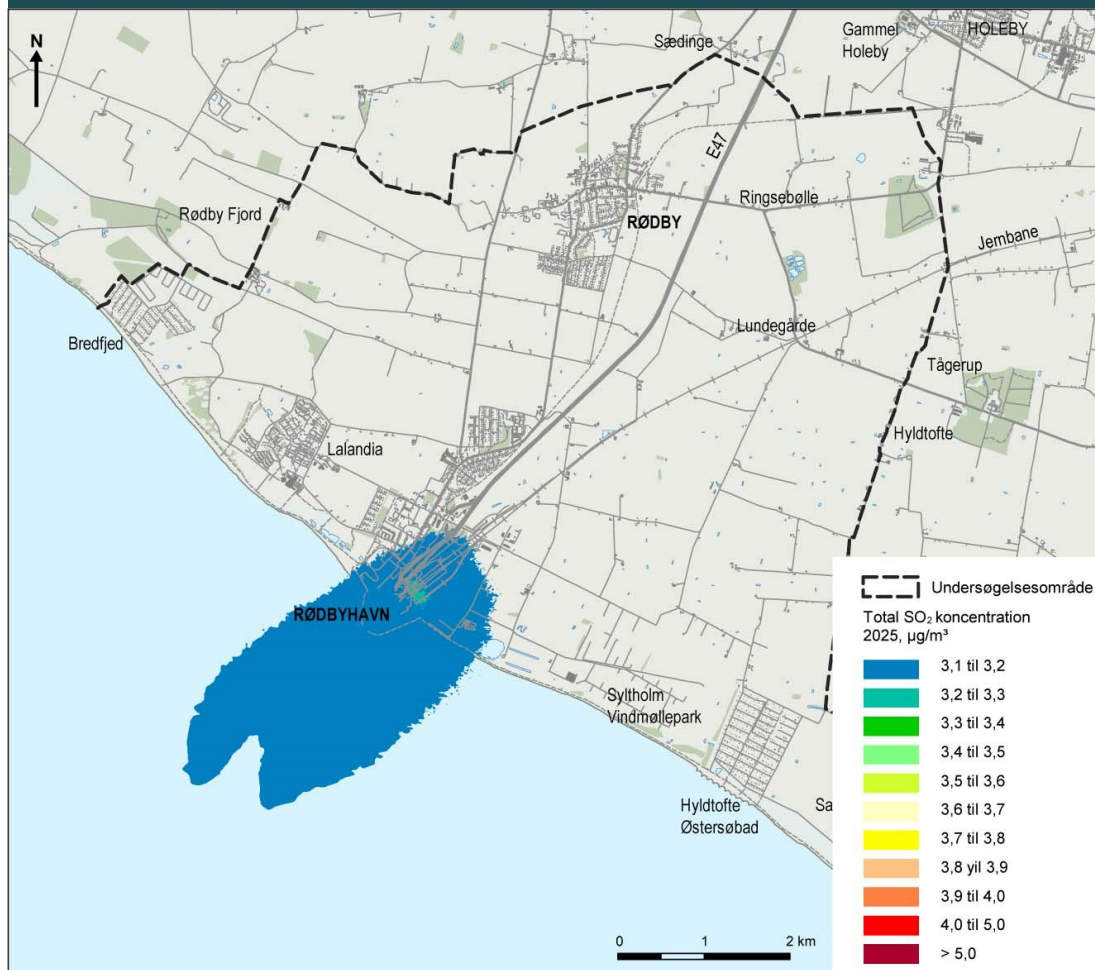 N
Sædinge
Gammel
Holeby
HOLEBY
E47
Rødby Fjord
RØDBY
Ringsebølle
Jernbane
Bredfjed
Lundegårde
Tågerup
Hyldtofte
Lalandia
RØDBYHAVN
Syltholm
Vindmøllepark
Hyldtofte
Østersøbad
Sa
0 1 2 km
Undersøgelsesområde
Total SO₂ koncentration
2025, µg/m³
3,1 til 3,2
3,2 til 3,3
3,3 til 3,4
3,4 til 3,5
3,5 til 3,6
3,6 til 3,7
3,7 til 3,8
3,8 yil 3,9
3,9 til 4,0
4,0 til 5,0
> 5,0